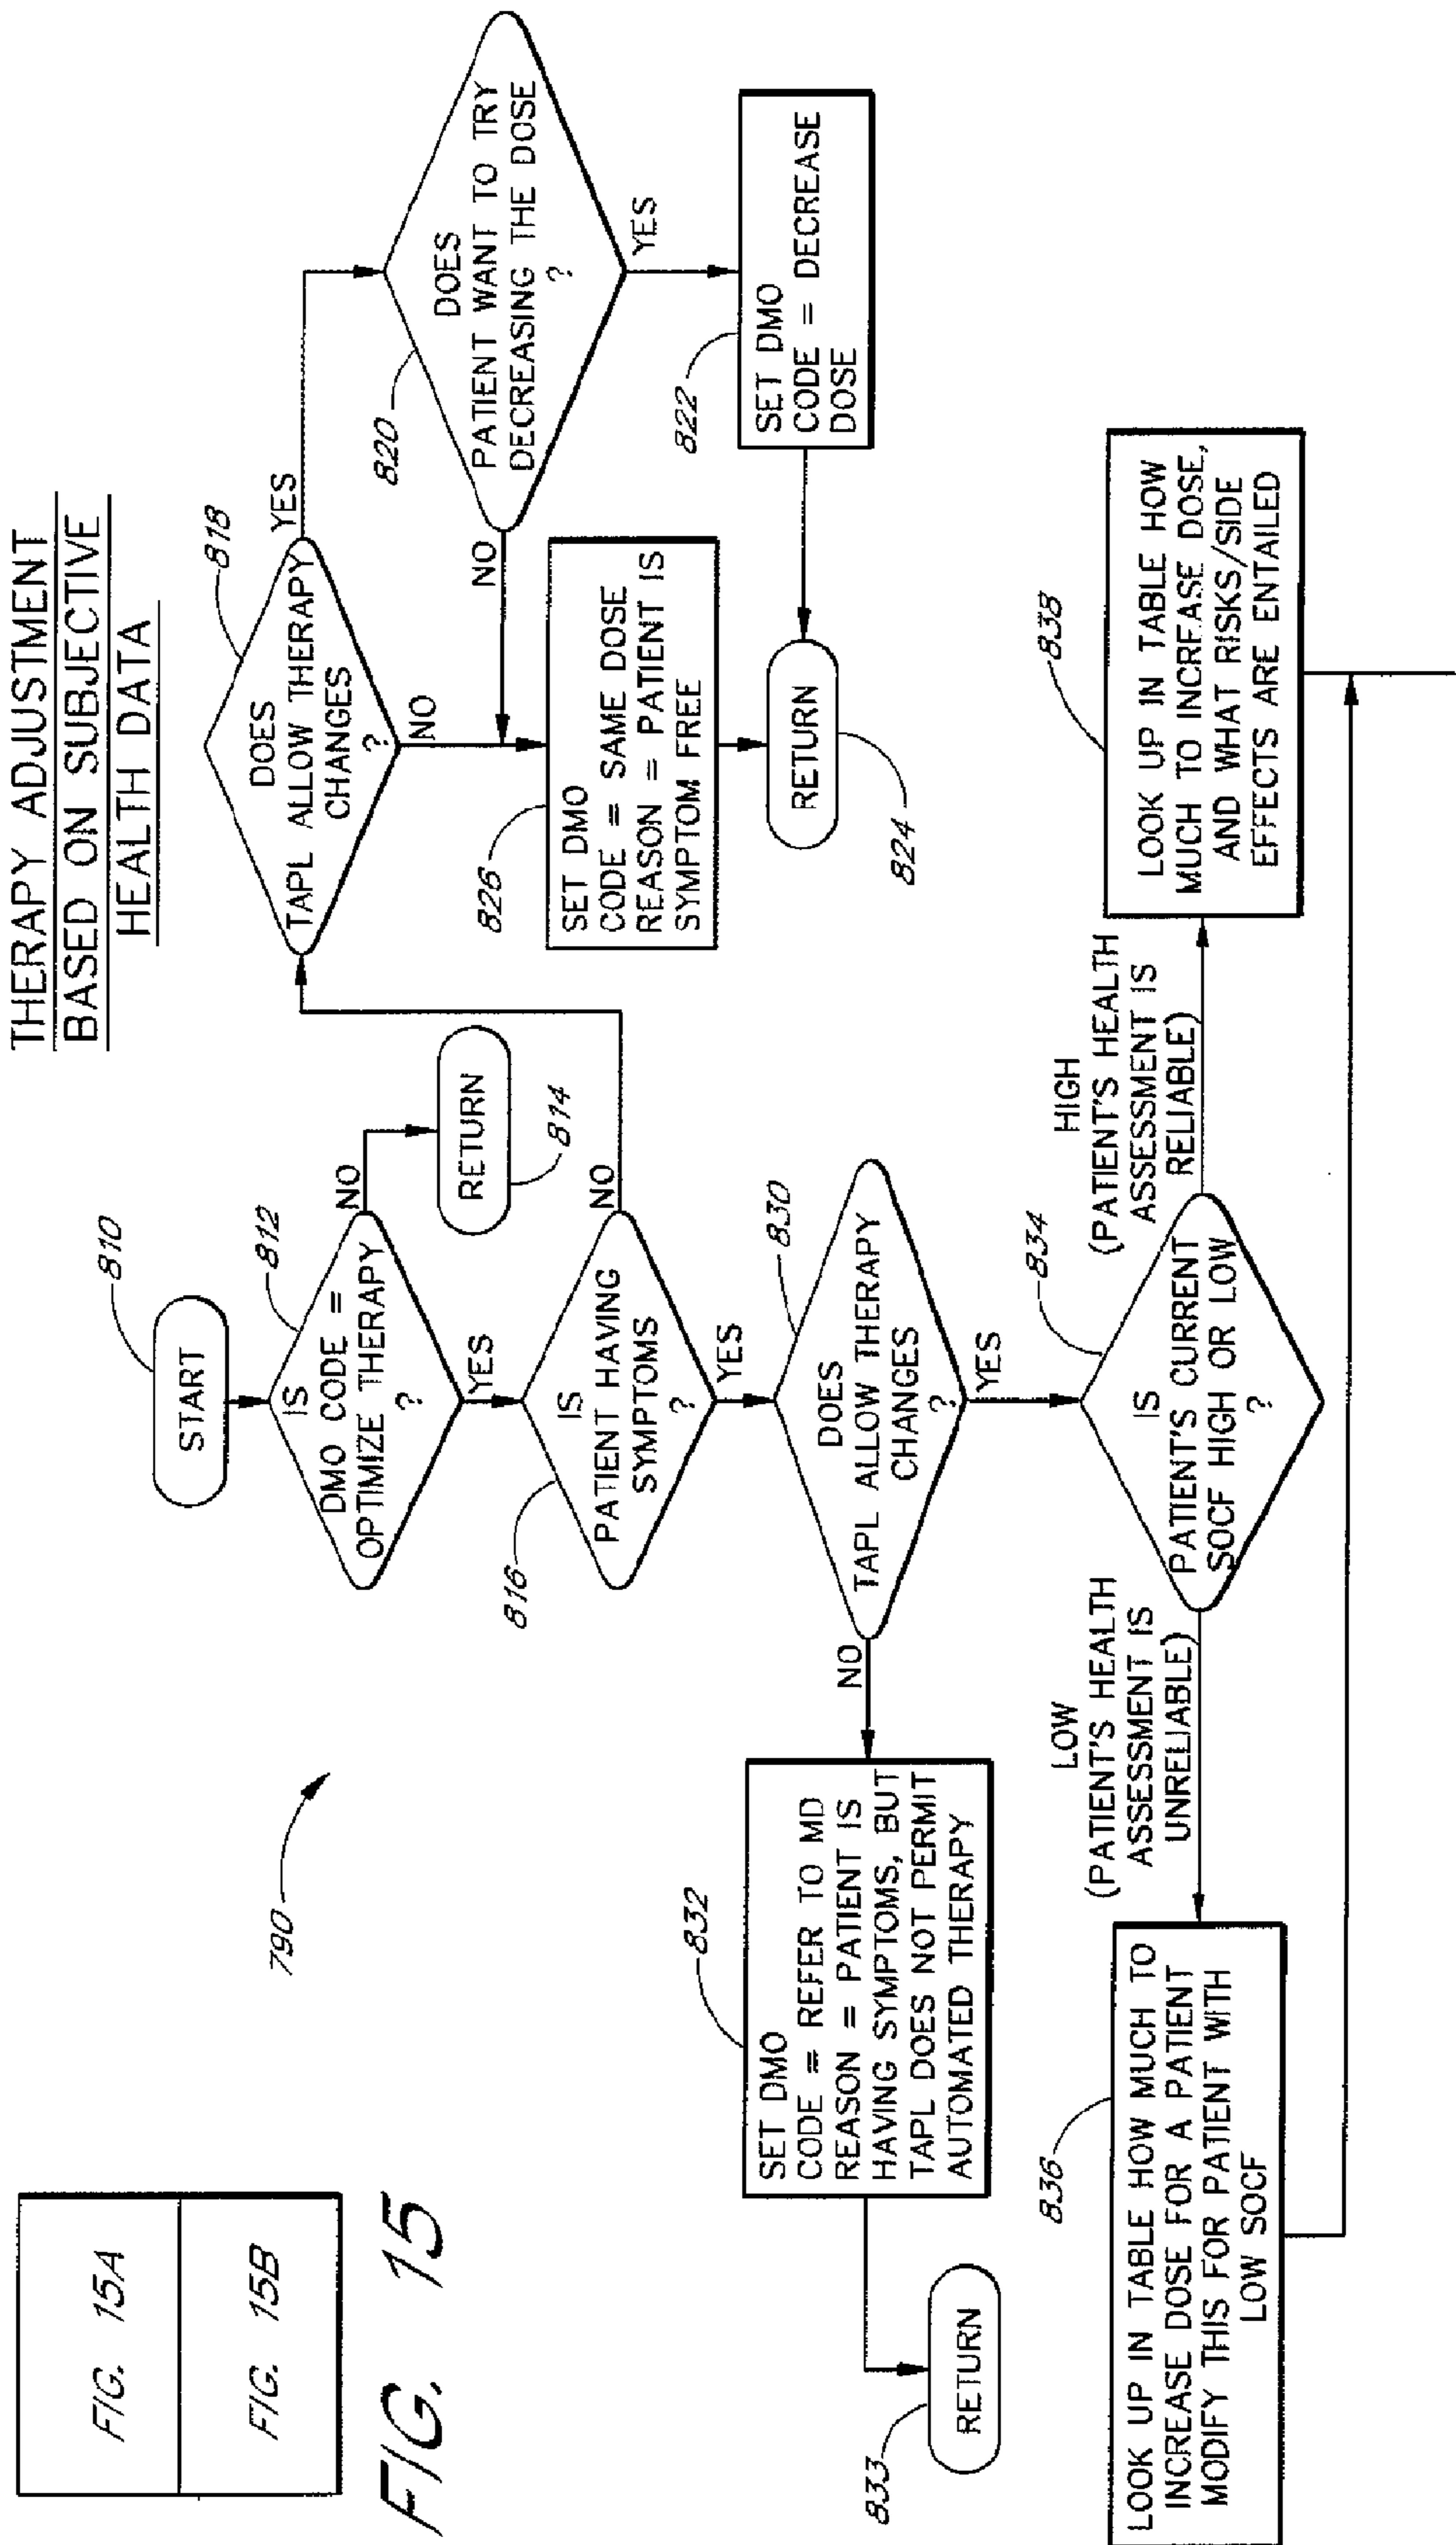 THERAPY ADJUSTMENT
BASED ON SUBJECTIVE
HEALTH DATA
FIG. 15A
FIG. 15B
FIG. 15
790
810
START
812
IS
DMO CODE =
OPTIMIZE THERAPY
?
NO
RETURN
814
YES
816
IS
PATIENT HAVING
SYMPTOMS
?
NO
YES
818
DOES
TAPL ALLOW THERAPY
CHANGES
?
YES
NO
820
DOES
PATIENT WANT TO TRY
DECREASING THE DOSE
?
NO
YES
822
SET DMO
CODE = DECREASE
DOSE
826
SET DMO
CODE = SAME DOSE
REASON = PATIENT IS
SYMPTOM FREE
RETURN
824
830
DOES
TAPL ALLOW THERAPY
CHANGES
?
NO
YES
832
SET DMO
CODE = REFER TO MD
REASON = PATIENT IS
HAVING SYMPTOMS, BUT
TAPL DOES NOT PERMIT
AUTOMATED THERAPY
833
RETURN
834
IS
PATIENT'S CURRENT
SOCF HIGH OR LOW
?
LOW
(PATIENT'S HEALTH
ASSESSMENT IS
UNRELIABLE)
HIGH
(PATIENT'S HEALTH
ASSESSMENT IS
RELIABLE)
836
LOOK UP IN TABLE HOW MUCH TO
INCREASE DOSE FOR A PATIENT
MODIFY THIS FOR PATIENT WITH
LOW SOCF
838
LOOK UP IN TABLE HOW
MUCH TO INCREASE DOSE,
AND WHAT RISKS/SIDE
EFFECTS ARE ENTAILED